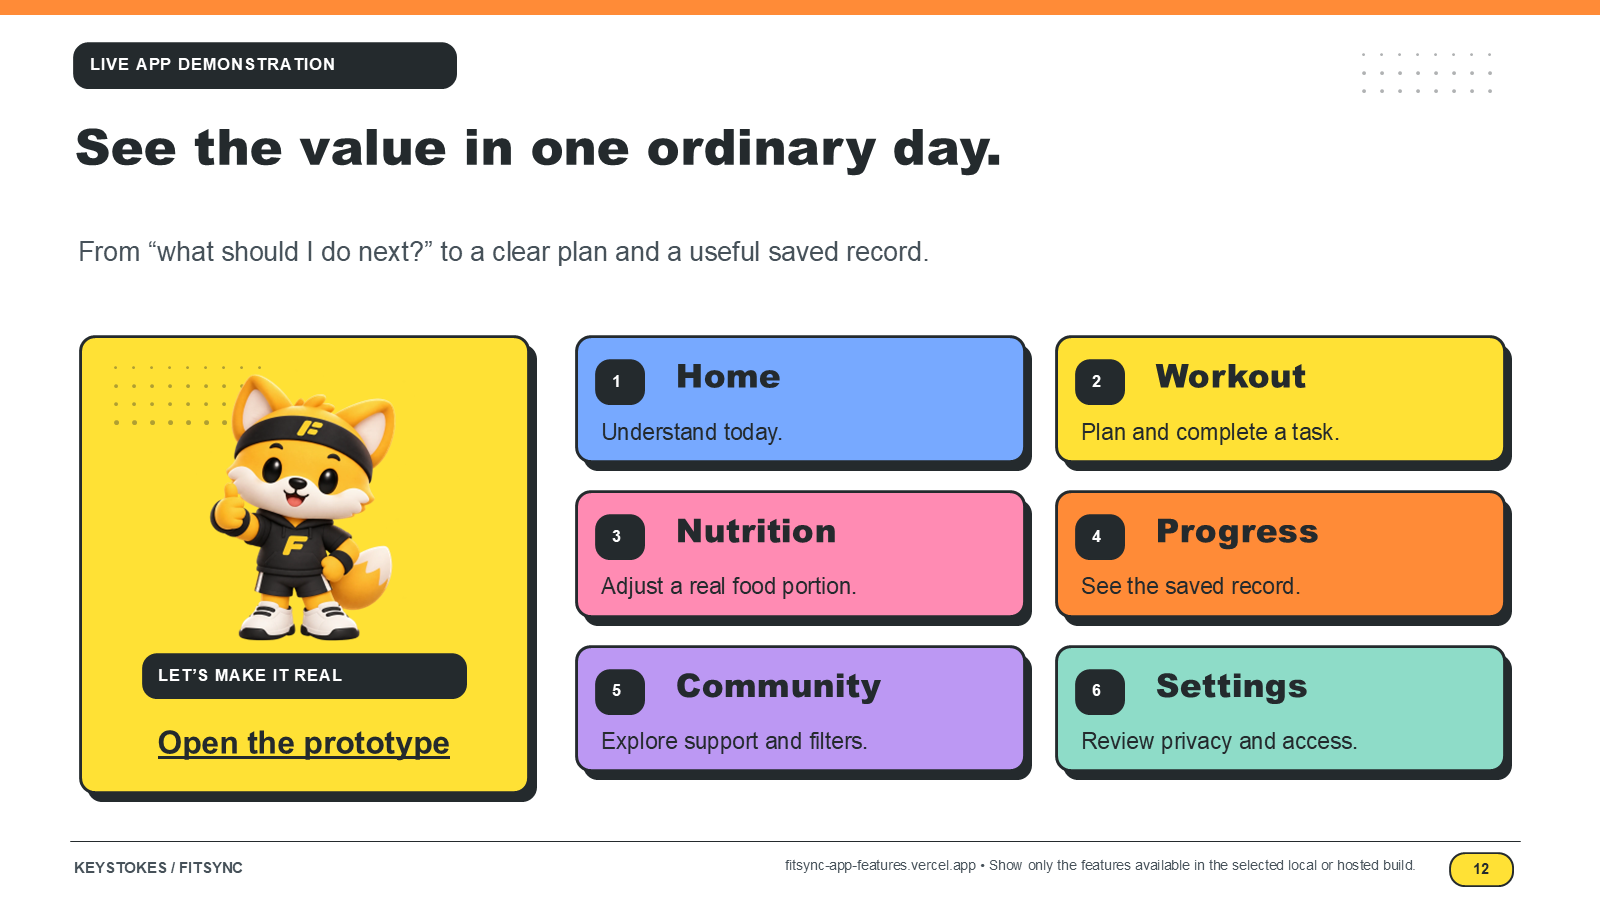 LIVE APP DEMONSTRATION
See the value in one ordinary day.
From “what should I do next?” to a clear plan and a useful saved record.
F
F
LET’S MAKE IT REAL
Open the prototype
1 Home
Understand today.
2 Workout
Plan and complete a task.
3 Nutrition
Adjust a real food portion.
4 Progress
See the saved record.
5 Community
Explore support and filters.
6 Settings
Review privacy and access.
KEYSTOKES / FITSYNC
fitsync-app-features.vercel.app • Show only the features available in the selected local or hosted build.
12